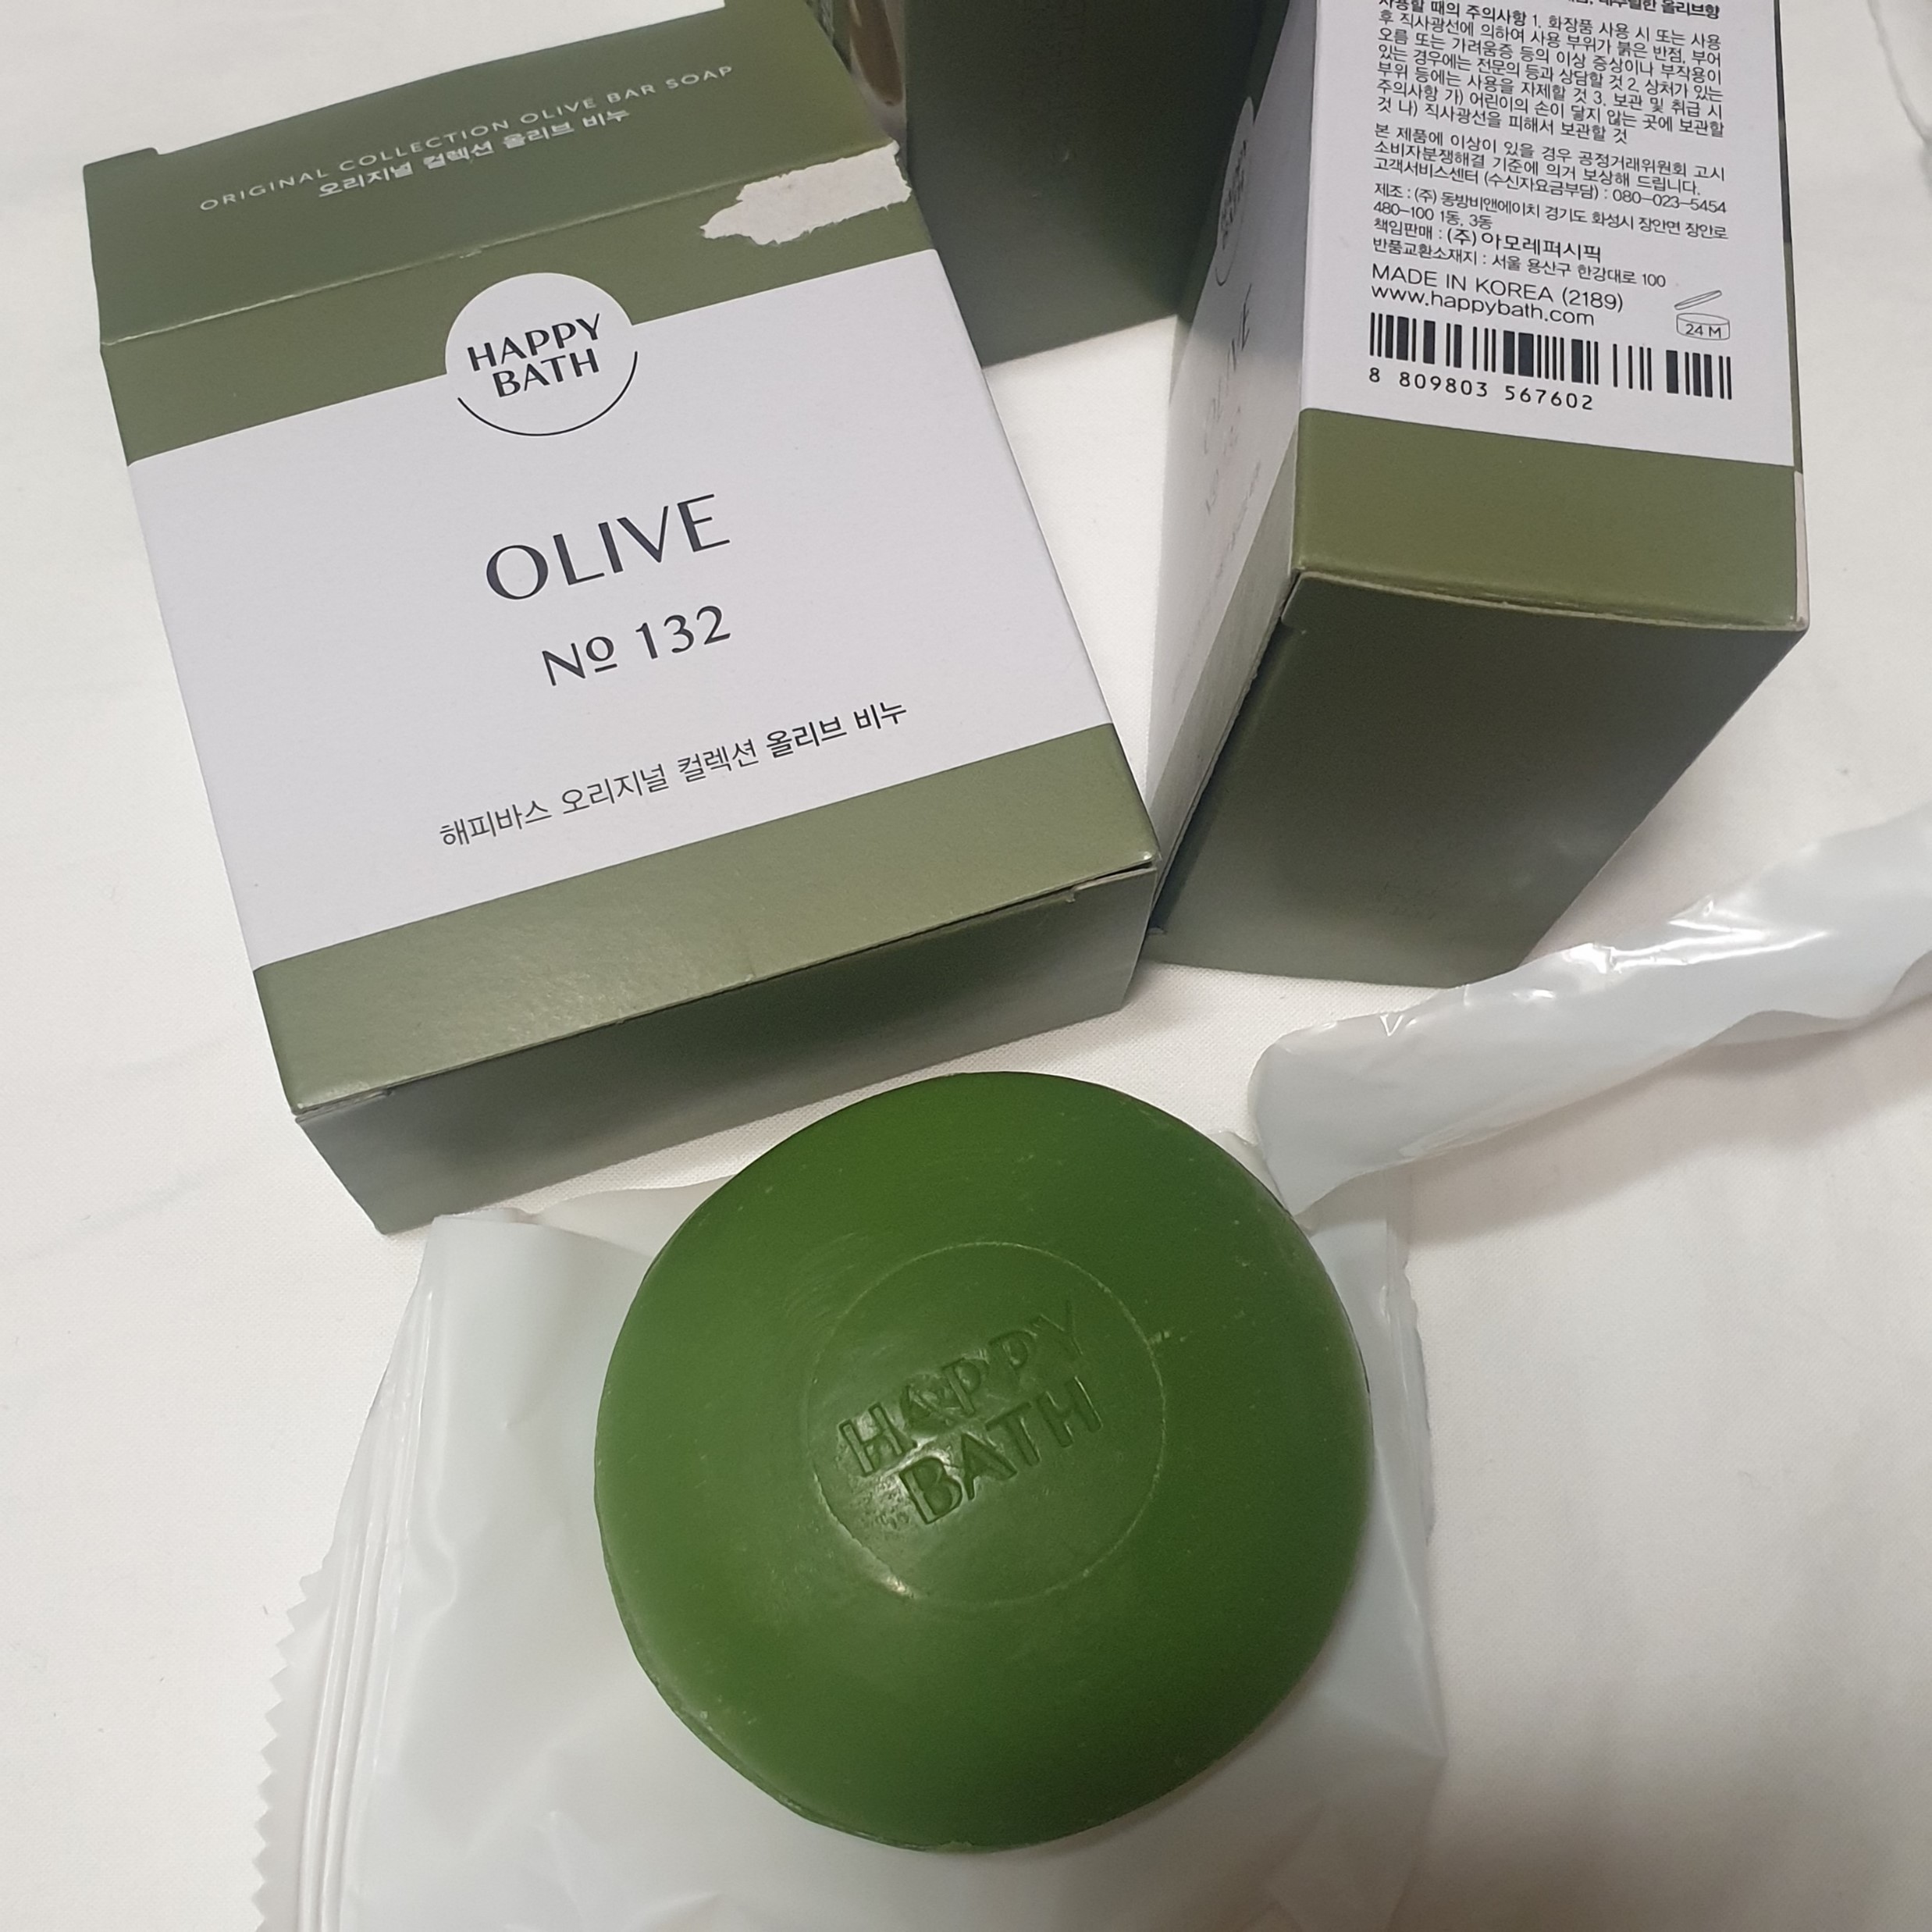 ORIGINAL COLLECTION OLIVE BAR SOAP
오리지널 컬렉션 올리브 비누
HAPPY
BATH
OLIVE
Nº 132
해피바스 오리지널 컬렉션 올리브 비누
올리브향
사용할 때의 주의사항 1. 화장품 사용 시 또는 사용
후 직사광선에 의하여 사용 부위가 붉은 반점, 부어
오름 또는 가려움증 등의 이상 증상이나 부작용이
있는 경우에는 전문의 등과 상담할 것 2. 상처가 있는
부위 등에는 사용을 자제할 것 3. 보관 및 취급 시
주의사항 가) 어린이의 손이 닿지 않는 곳에 보관할
것 나) 직사광선을 피해서 보관할 것
본 제품에 이상이 있을 경우 공정거래위원회 고시
소비자분쟁해결 기준에 의거 보상해 드립니다.
고객서비스센터 (수신자요금부담) : 080-023-5454
제조 : (주) 동방비앤에이치 경기도 화성시 장안면 장안로
480-100 1동, 3동
책임판매 : (주) 아모레퍼시픽
반품교환소재지 : 서울 용산구 한강대로 100
MADE IN KOREA (2189)
www.happybath.com
24 M
8 809803 567602
OLIVE
HAPPY
BATH